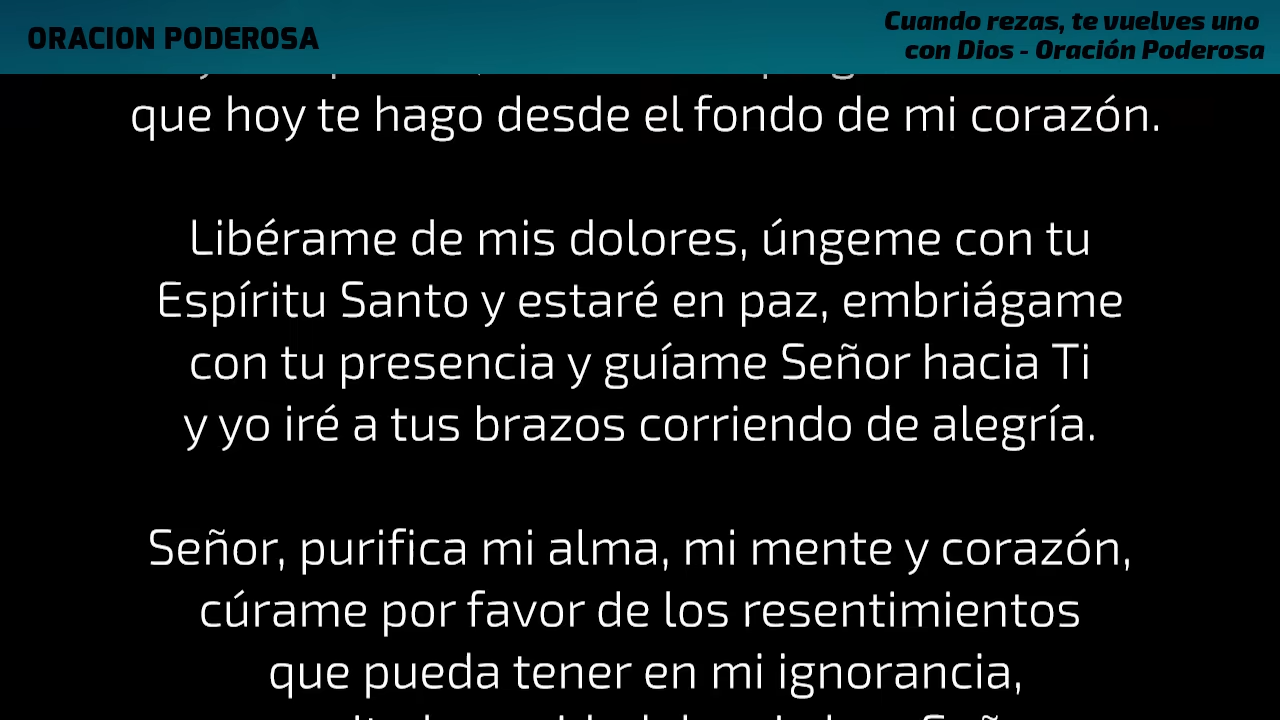 ORACION PODEROSA
Cuando rezas, te vuelves uno
con Dios - Oración Poderosa
que hoy te hago desde el fondo de mi corazón.
Libérame de mis dolores, úngeme con tu
Espíritu Santo y estaré en paz, embriágame
con tu presencia y guíame Señor hacia Ti
y yo iré a tus brazos corriendo de alegría.
Señor, purifica mi alma, mi mente y corazón,
cúrame por favor de los resentimientos
que pueda tener en mi ignorancia,